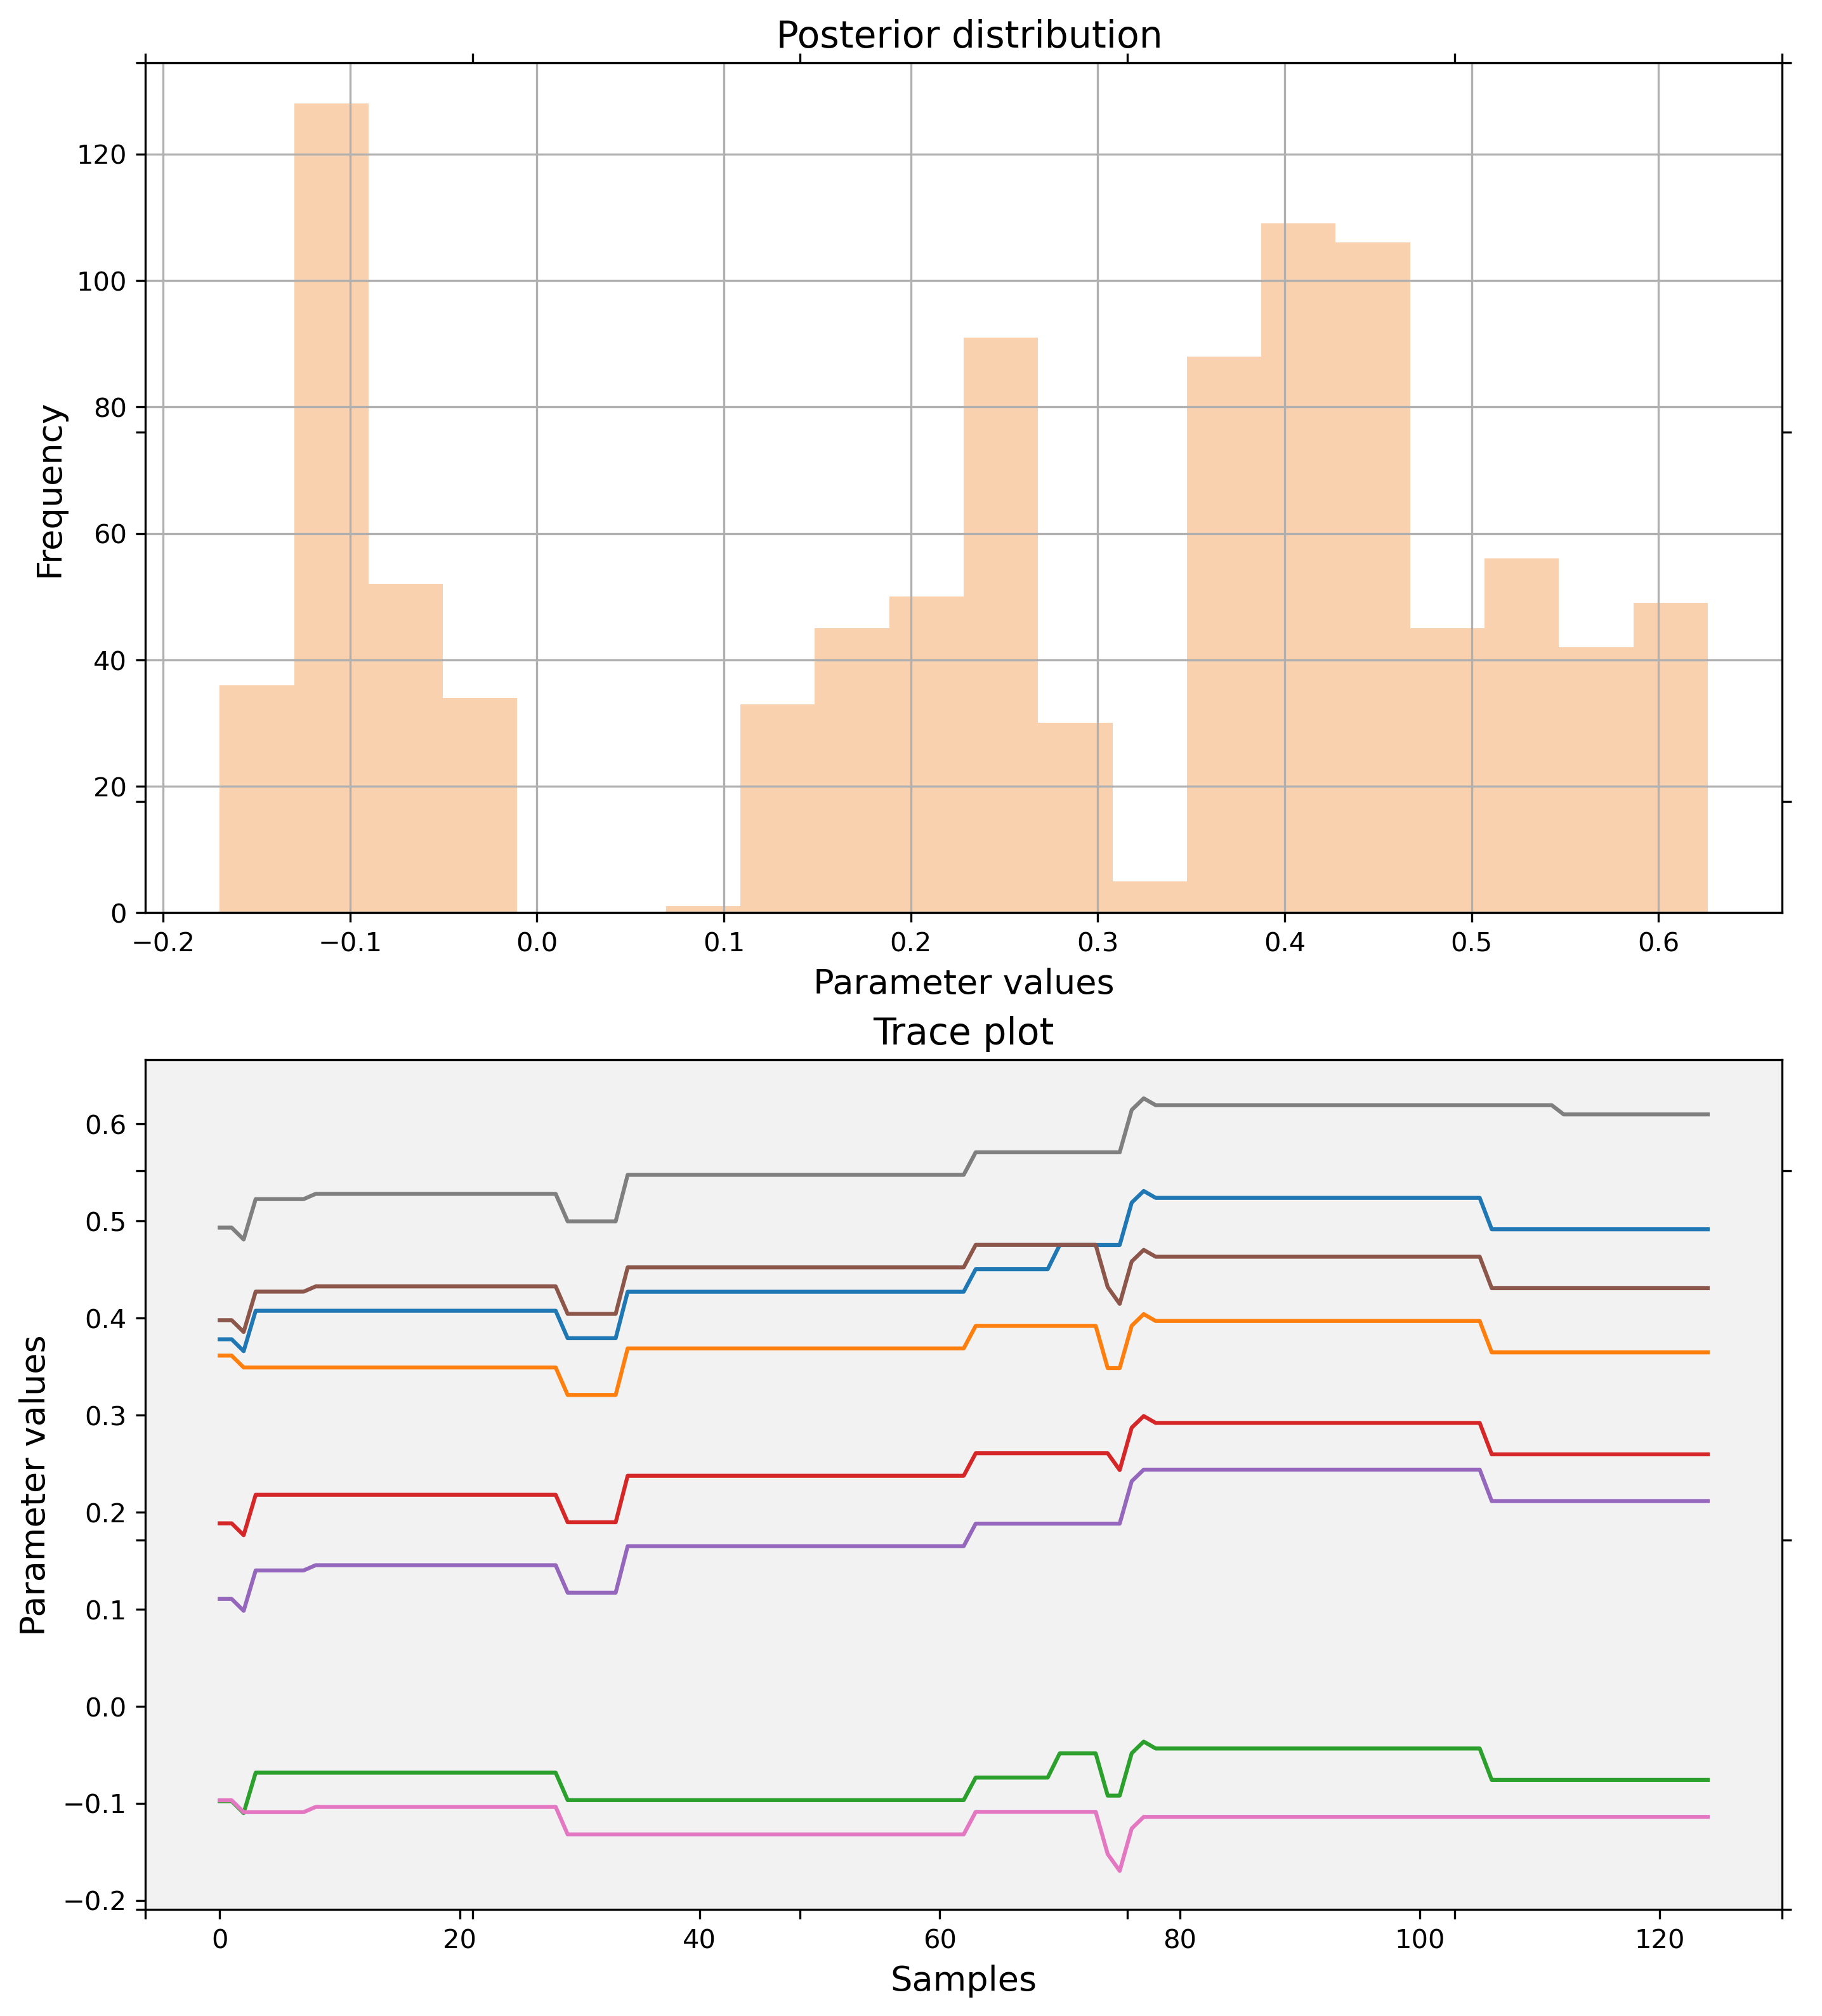 Posterior distribution
120
100
80
60
40
20
0
Frequency
−0.2 −0.1 0.0 0.1 0.2 0.3 0.4 0.5 0.6
Parameter values
Trace plot
0.6
0.5
0.4
0.3
0.2
0.1
0.0
−0.1
−0.2
Parameter values
0 20 40 60 80 100 120
Samples